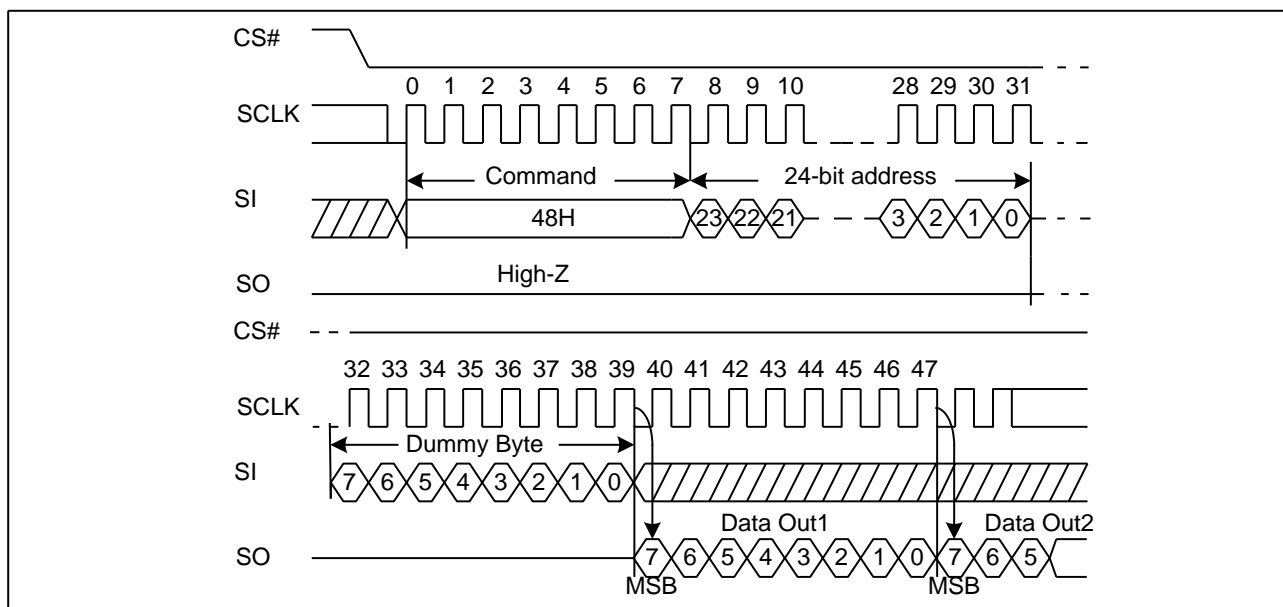 CS#
0 1 2 3 4 5 6 7 8 9 10 28 29 30 31
SCLK
Command 24-bit address
SI
48H 23 22 21 3 2 1 0
High-Z
SO
CS#
32 33 34 35 36 37 38 39 40 41 42 43 44 45 46 47
SCLK
Dummy Byte
SI
7 6 5 4 3 2 1 0
Data Out1 Data Out2
SO
7 6 5 4 3 2 1 0 7 6 5
MSB MSB